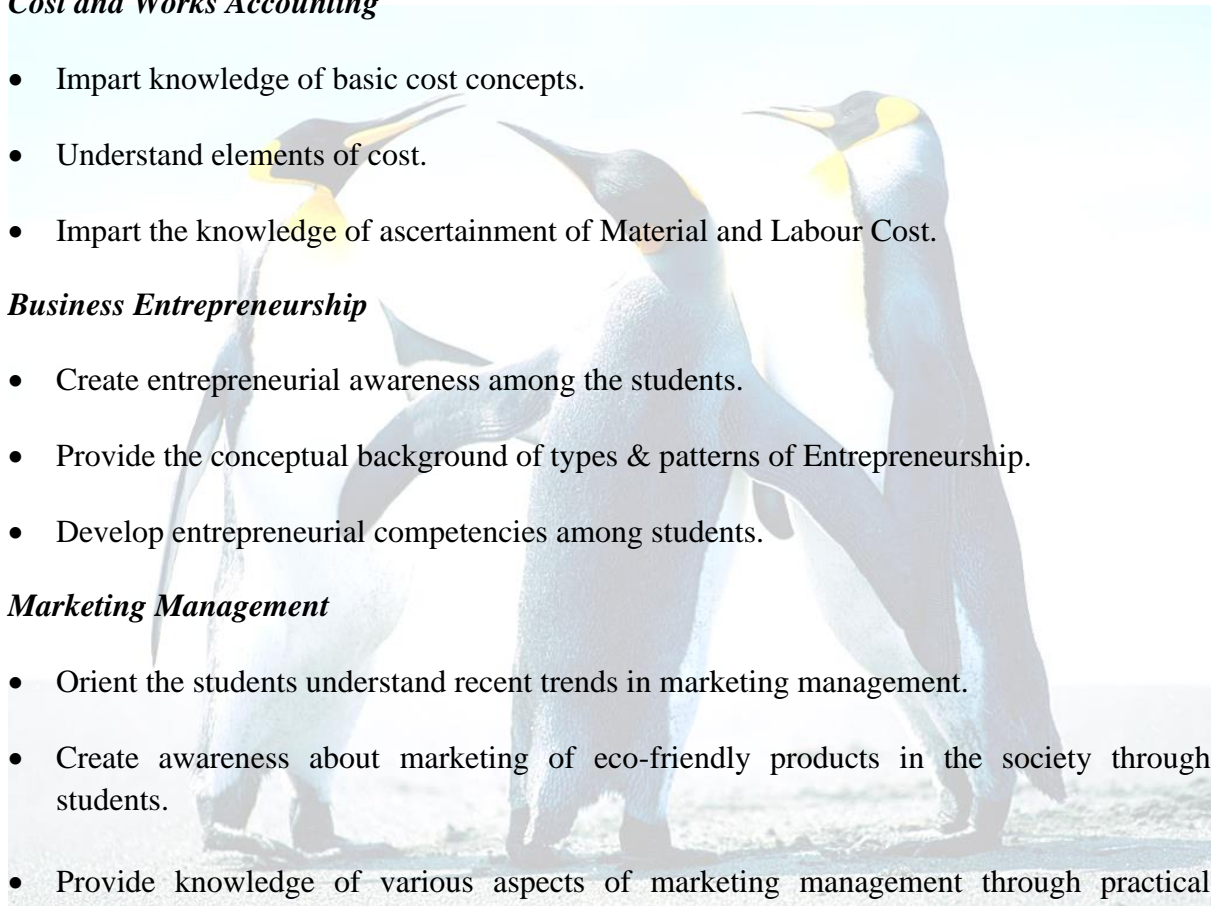 Cost and Works Accounting
• Impart knowledge of basic cost concepts.
• Understand elements of cost.
• Impart the knowledge of ascertainment of Material and Labour Cost.
Business Entrepreneurship
• Create entrepreneurial awareness among the students.
• Provide the conceptual background of types & patterns of Entrepreneurship.
• Develop entrepreneurial competencies among students.
Marketing Management
• Orient the students understand recent trends in marketing management.
• Create awareness about marketing of eco-friendly products in the society through
students.
• Provide knowledge of various aspects of marketing management through practical